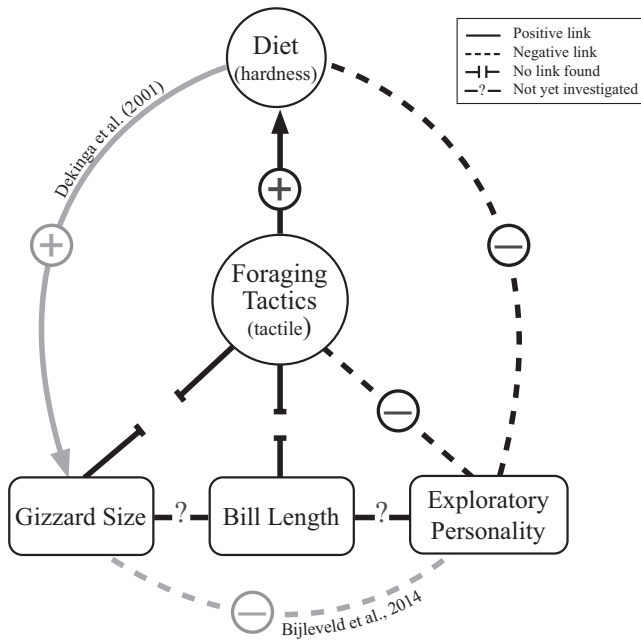 Diet
(hardness)
Positive link
Negative link
No link found
?
Not yet investigated
Dekinga et al. (2001)
+
+
−
Foraging
Tactics
(tactile)
−
Gizzard Size
?
Bill Length
?
Exploratory
Personality
−
Bijleveld et al., 2014